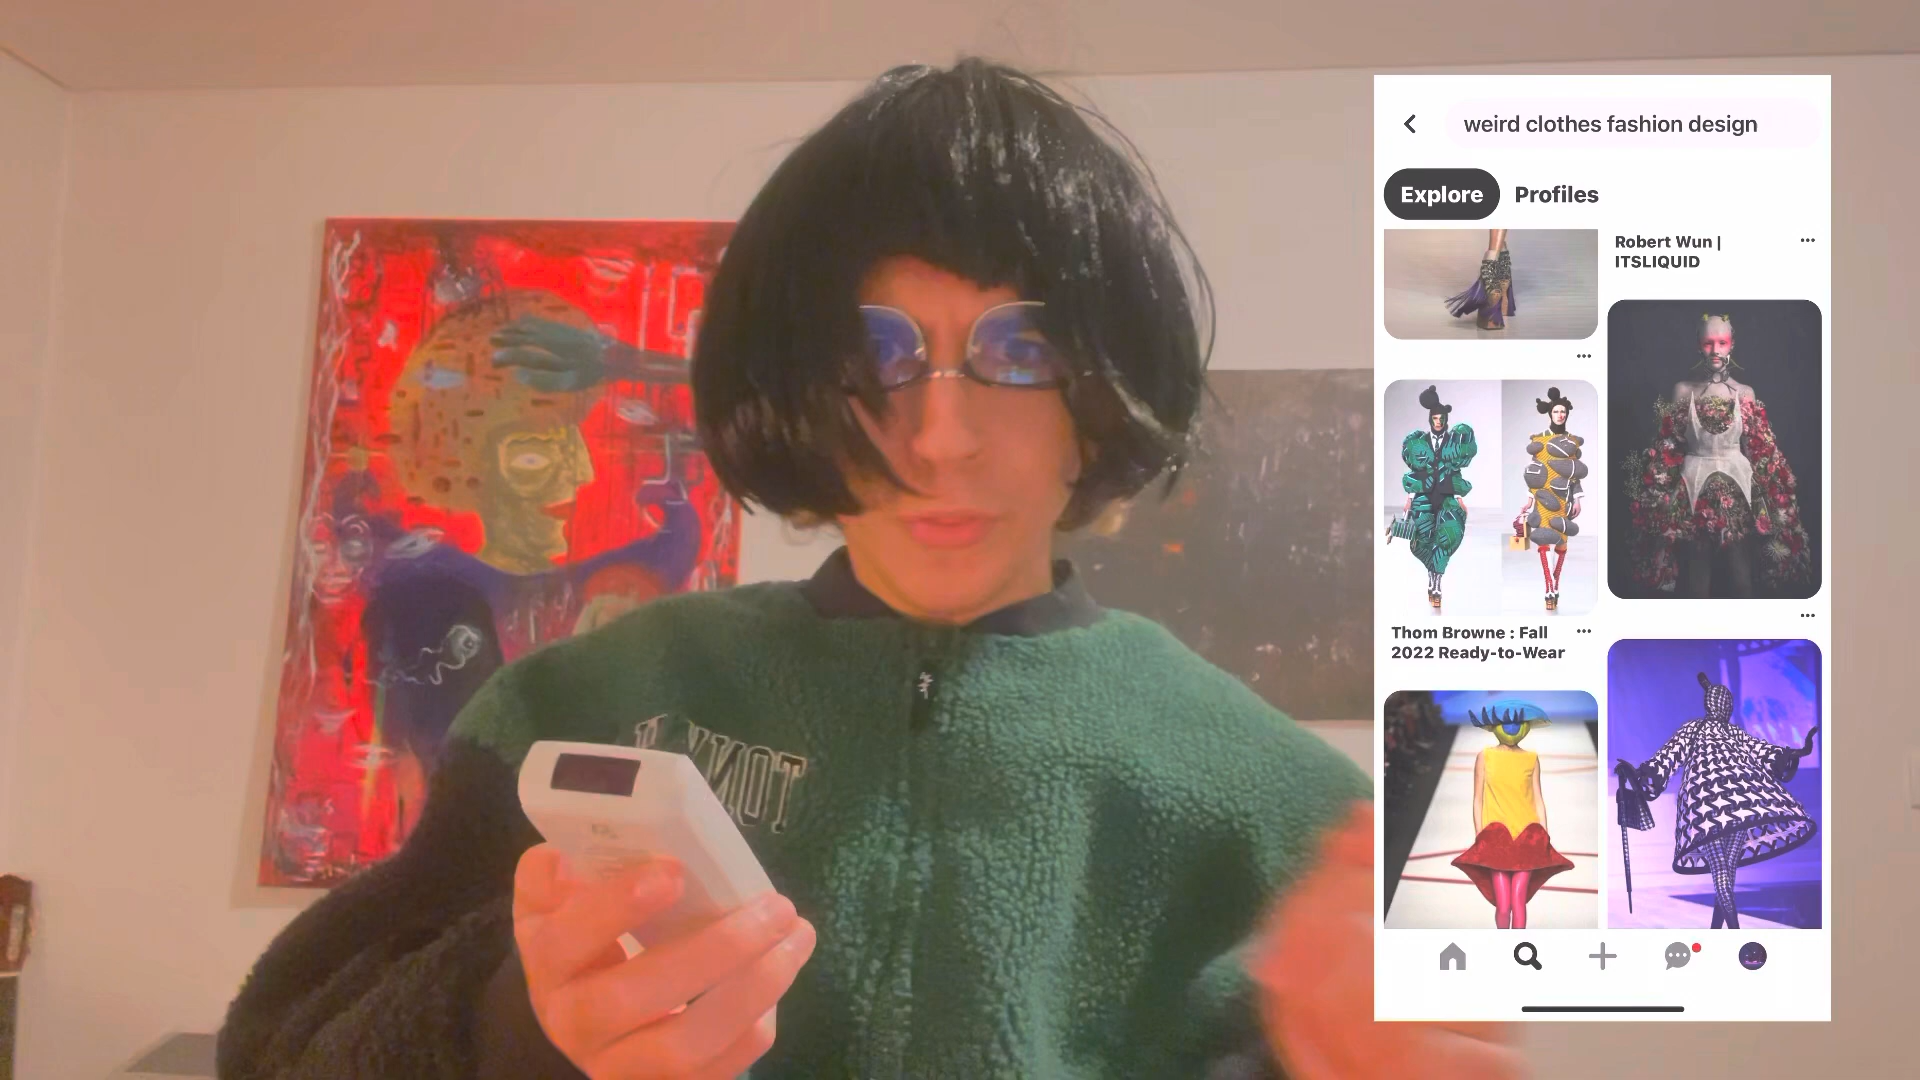 weird clothes fashion design
Explore
Profiles
Robert Wun |
ITSLIQUID
Thom Browne : Fall
2022 Ready-to-Wear